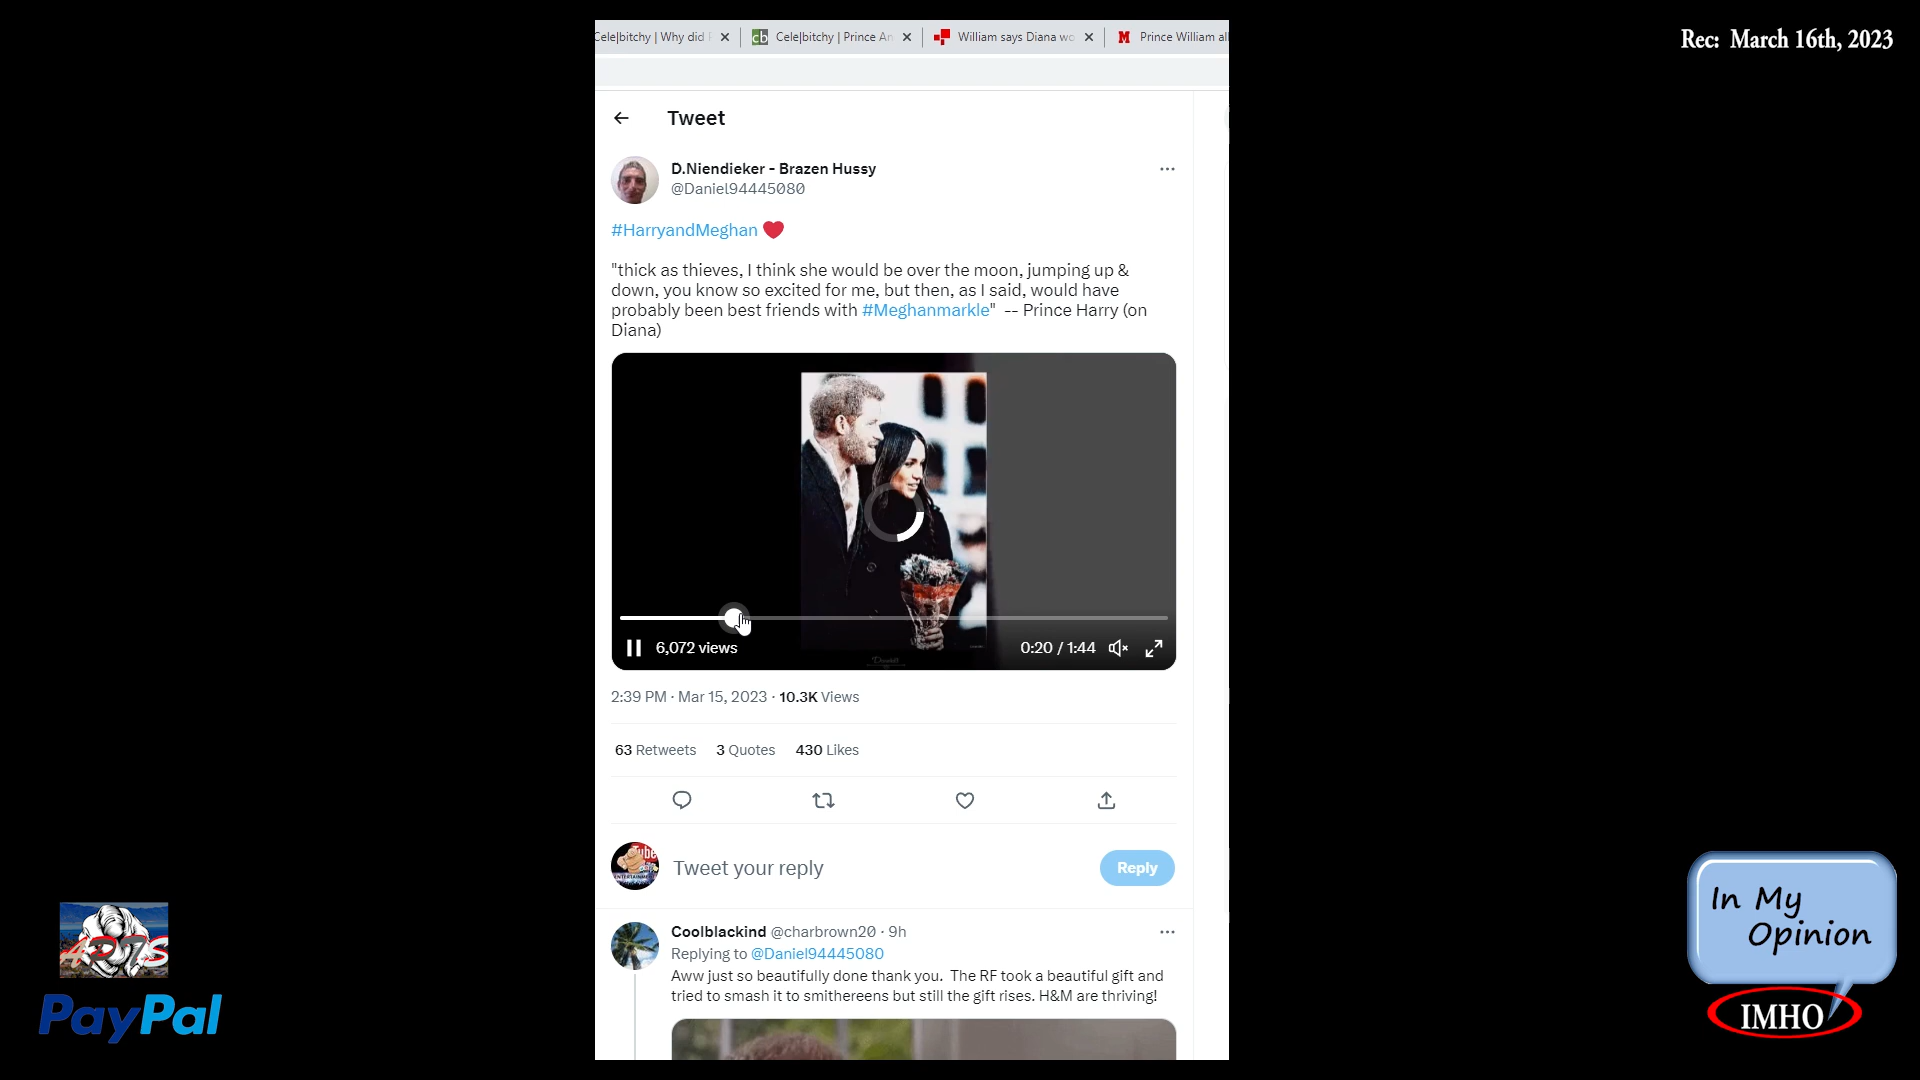 Cele|bitchy | Why did
Cele|bitchy | Prince An
William says Diana wo
Prince William all
Rec: March 16th, 2023
Tweet
D.Niendieker - Brazen Hussy
@Daniel94445080
#HarryandMeghan ❤
"thick as thieves, I think she would be over the moon, jumping up &
down, you know so excited for me, but then, as I said, would have
probably been best friends with #Meghanmarkle" -- Prince Harry (on
Diana)
6,072 views
0:20 / 1:44
2:39 PM · Mar 15, 2023 · 10.3K Views
63 Retweets 3 Quotes 430 Likes
Tweet your reply
Reply
Coolblackind @charbrown20 · 9h
Replying to @Daniel94445080
Aww just so beautifully done thank you. The RF took a beautiful gift and
tried to smash it to smithereens but still the gift rises. H&M are thriving!
PayPal
In My
Opinion
IMHO